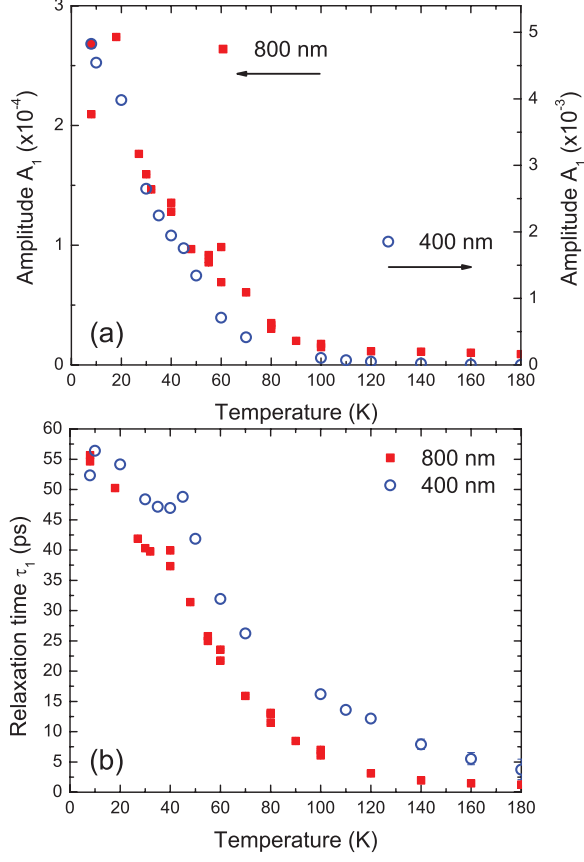 3
2
1
0
Amplitude A₁ (x10⁻⁴)
800 nm
400 nm
(a)
5
4
3
2
1
0
Amplitude A₁ (x10⁻³)
0 20 40 60 80 100 120 140 160 180
Temperature (K)
60
55
50
45
40
35
30
25
20
15
10
5
0
Relaxation time τ₁ (ps)
800 nm
400 nm
(b)
0 20 40 60 80 100 120 140 160 180
Temperature (K)